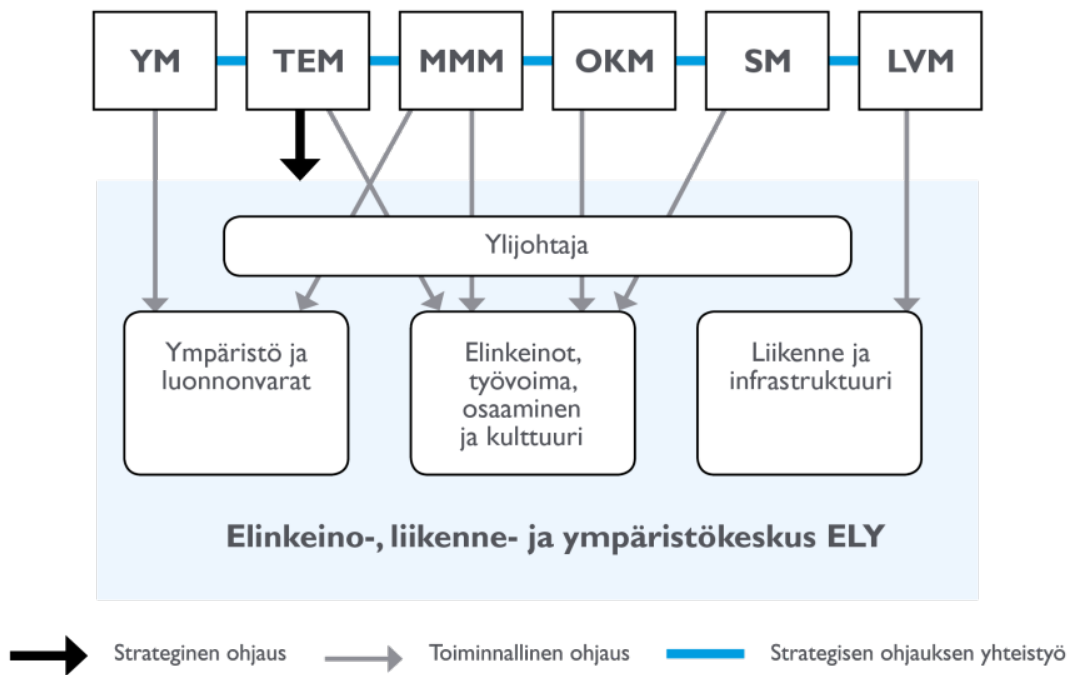 YM TEM MMM OKM SM LVM
Ylijohtaja
Ympäristö ja
luonnonvarat
Elinkeinot,
työvoima,
osaaminen
ja kulttuuri
Liikenne ja
infrastruktuuri
Elinkeino-, liikenne- ja ympäristökeskus ELY
Strateginen ohjaus
Toiminnallinen ohjaus
Strategisen ohjauksen yhteistyö